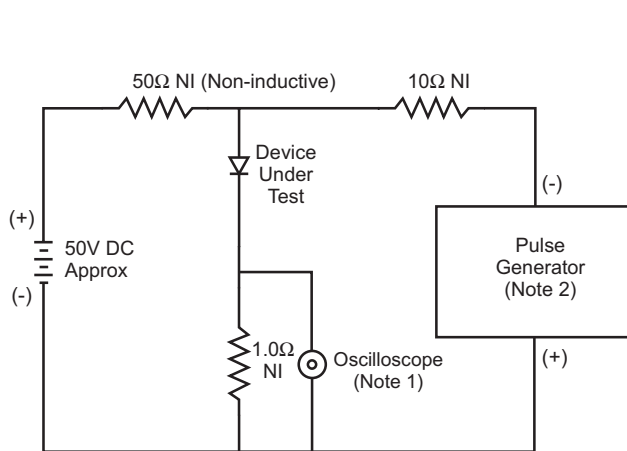 50Ω NI (Non-inductive)
10Ω NI
Device
Under
Test
(-)
(+)
50V DC
Approx
(-)
Pulse
Generator
(Note 2)
1.0Ω
NI
Oscilloscope
(Note 1)
(+)